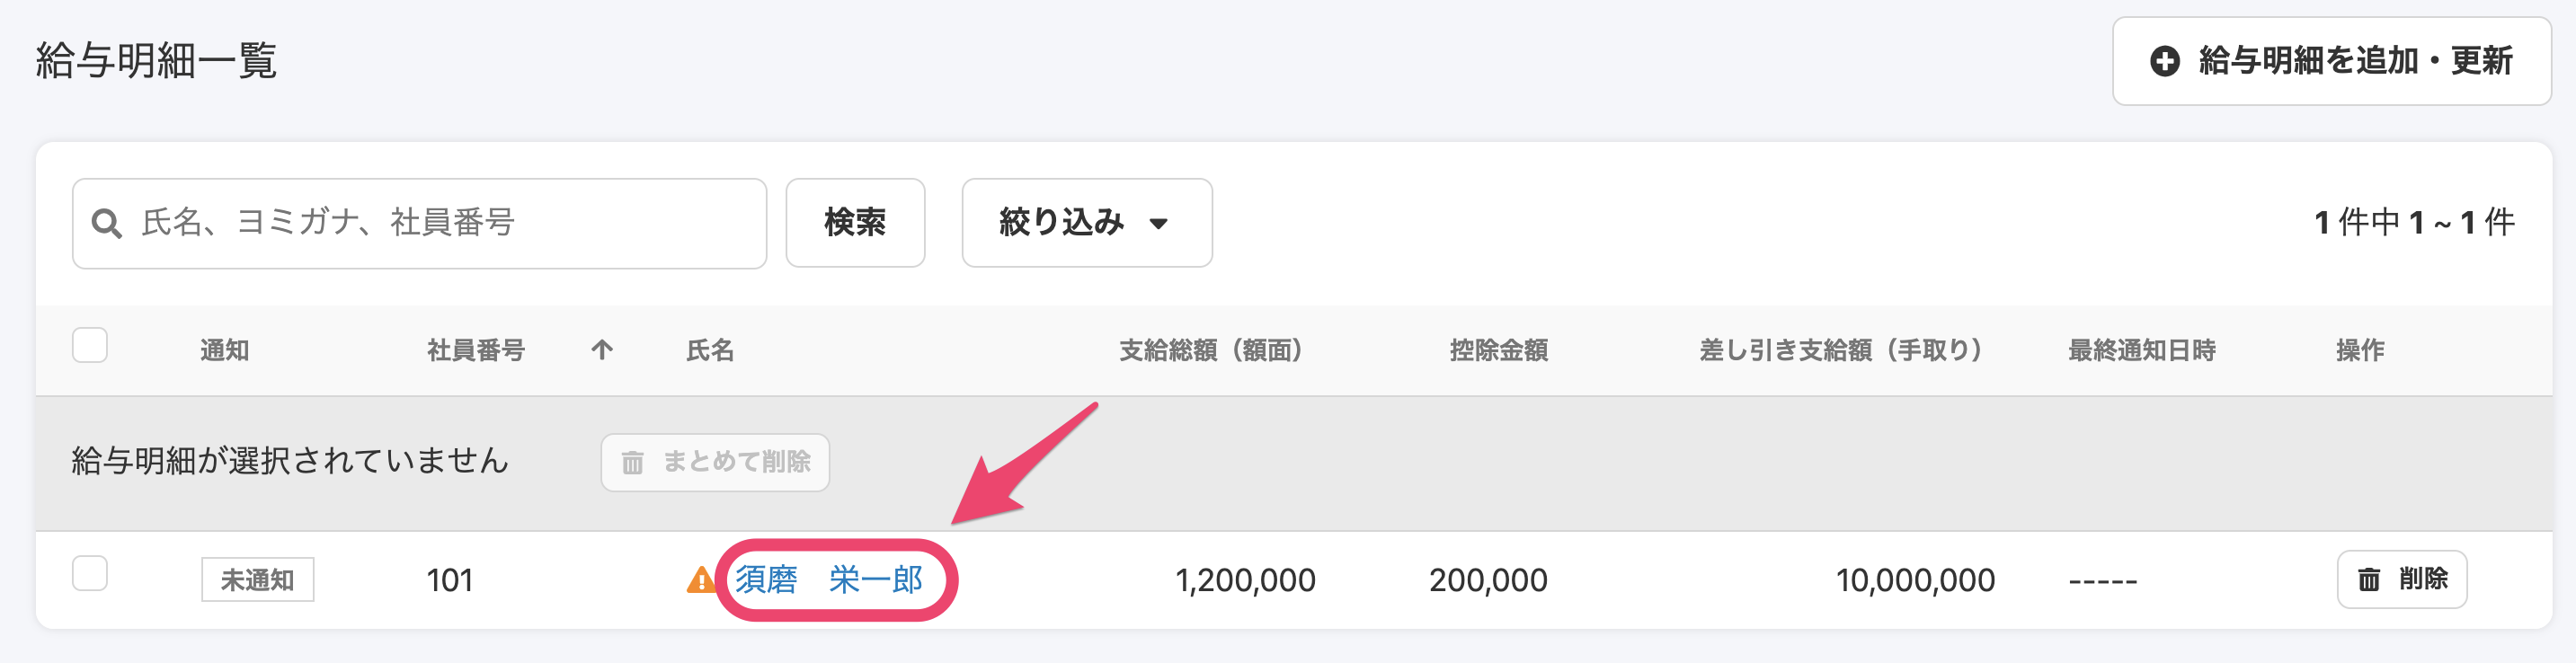 給与明細一覧
給与明細を追加・更新
氏名、ヨミガナ、社員番号 検索 絞り込み 1 件中 1 ~ 1 件
通知 社員番号 ↑ 氏名 支給総額（額面） 控除金額 差し引き支給額（手取り） 最終通知日時 操作
給与明細が選択されていません まとめて削除
未通知 101 須磨　栄一郎 1,200,000 200,000 10,000,000 ----- 削除